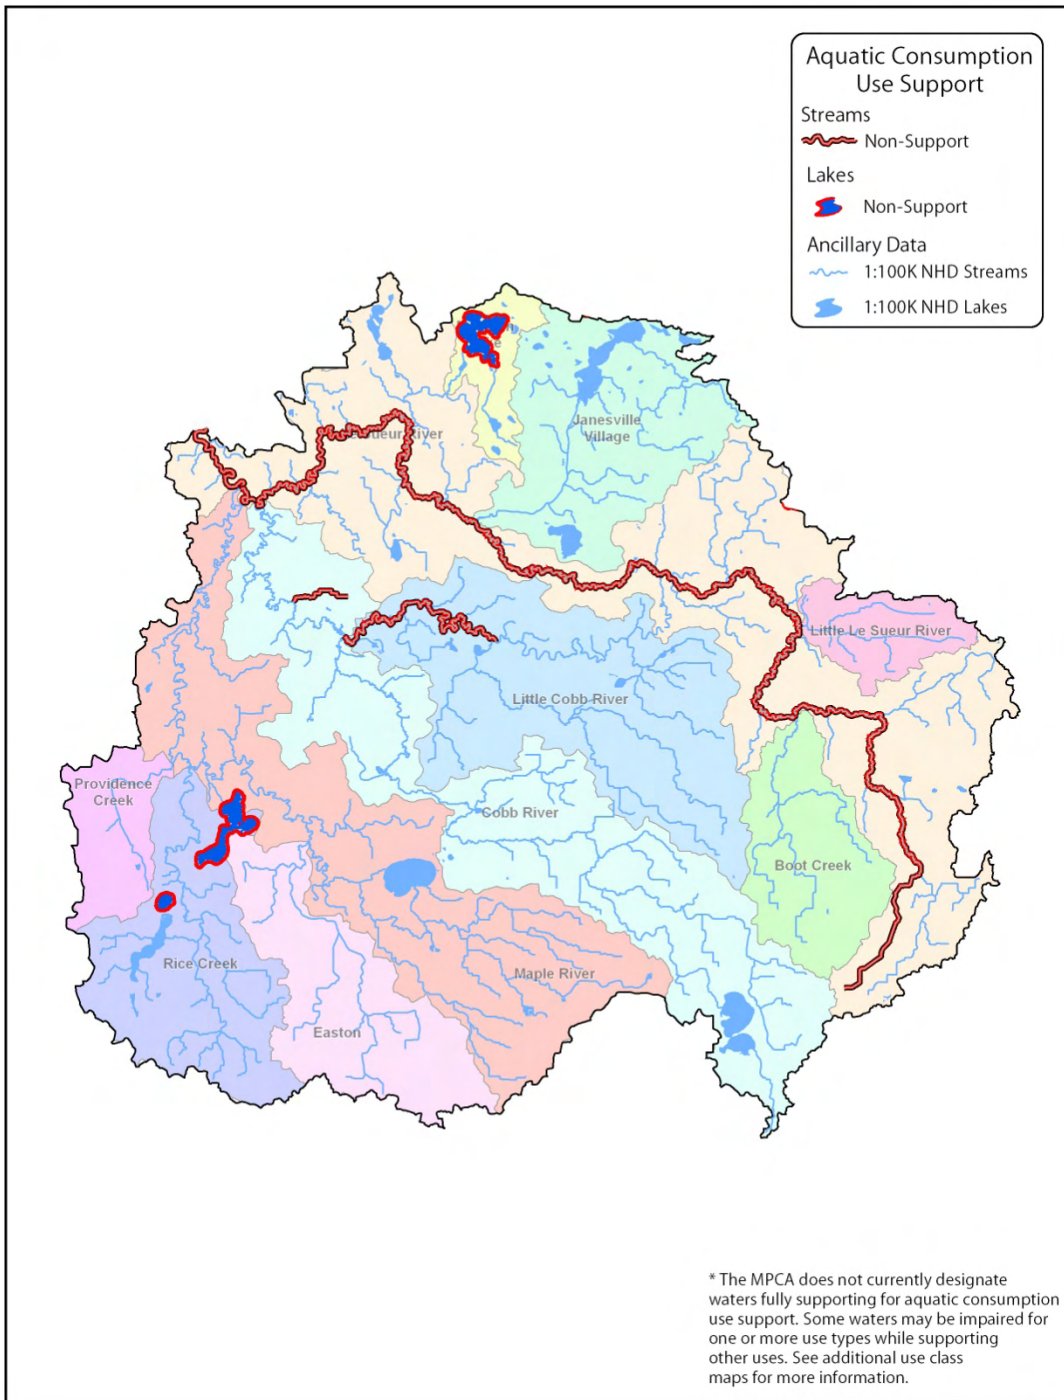 Aquatic Consumption
Use Support
Streams
Non-Support
Lakes
Non-Support
Ancillary Data
1:100K NHD Streams
1:100K NHD Lakes
Janesville
Village
Sueur River
Little Le Sueur River
Little Cobb River
Providence
Creek
Cobb River
Boot Creek
Rice Creek
Maple River
Easton
* The MPCA does not currently designate
waters fully supporting for aquatic consumption
use support. Some waters may be impaired for
one or more use types while supporting
other uses. See additional use class
maps for more information.